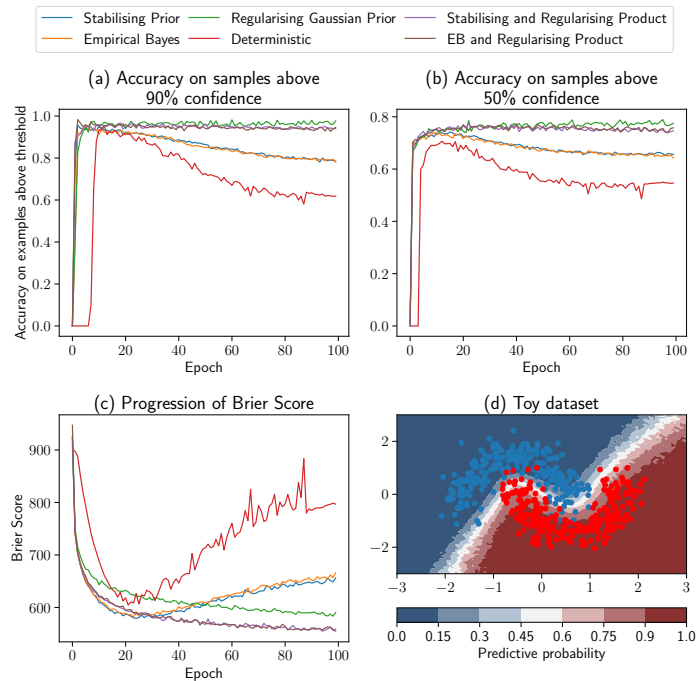 Stabilising Prior
Regularising Gaussian Prior
Stabilising and Regularising Product
Empirical Bayes
Deterministic
EB and Regularising Product
(a) Accuracy on samples above
90% confidence
Accuracy on examples above threshold
1.0
0.8
0.6
0.4
0.2
0.0
0 20 40 60 80 100
Epoch
(b) Accuracy on samples above
50% confidence
0.8
0.6
0.4
0.2
0.0
0 20 40 60 80 100
Epoch
(c) Progression of Brier Score
Brier Score
900
800
700
600
0 20 40 60 80 100
Epoch
(d) Toy dataset
2
0
−2
−3 −2 −1 0 1 2 3
0.0 0.15 0.3 0.45 0.6 0.75 0.9 1.0
Predictive probability